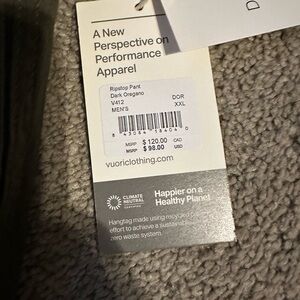 A New
Perspective on
Performance
Apparel
Ripstop Pant
Dark Oregano DOR
V412 XXL
MEN'S
MSRP $120.00 CAD
MSRP $98.00 USD
vuoriclothing.com
CLIMATE
NEUTRAL
Happier on a
Healthy Planet
Hangtag made using recycled
effort to achieve a sustainable
zero waste system.
D